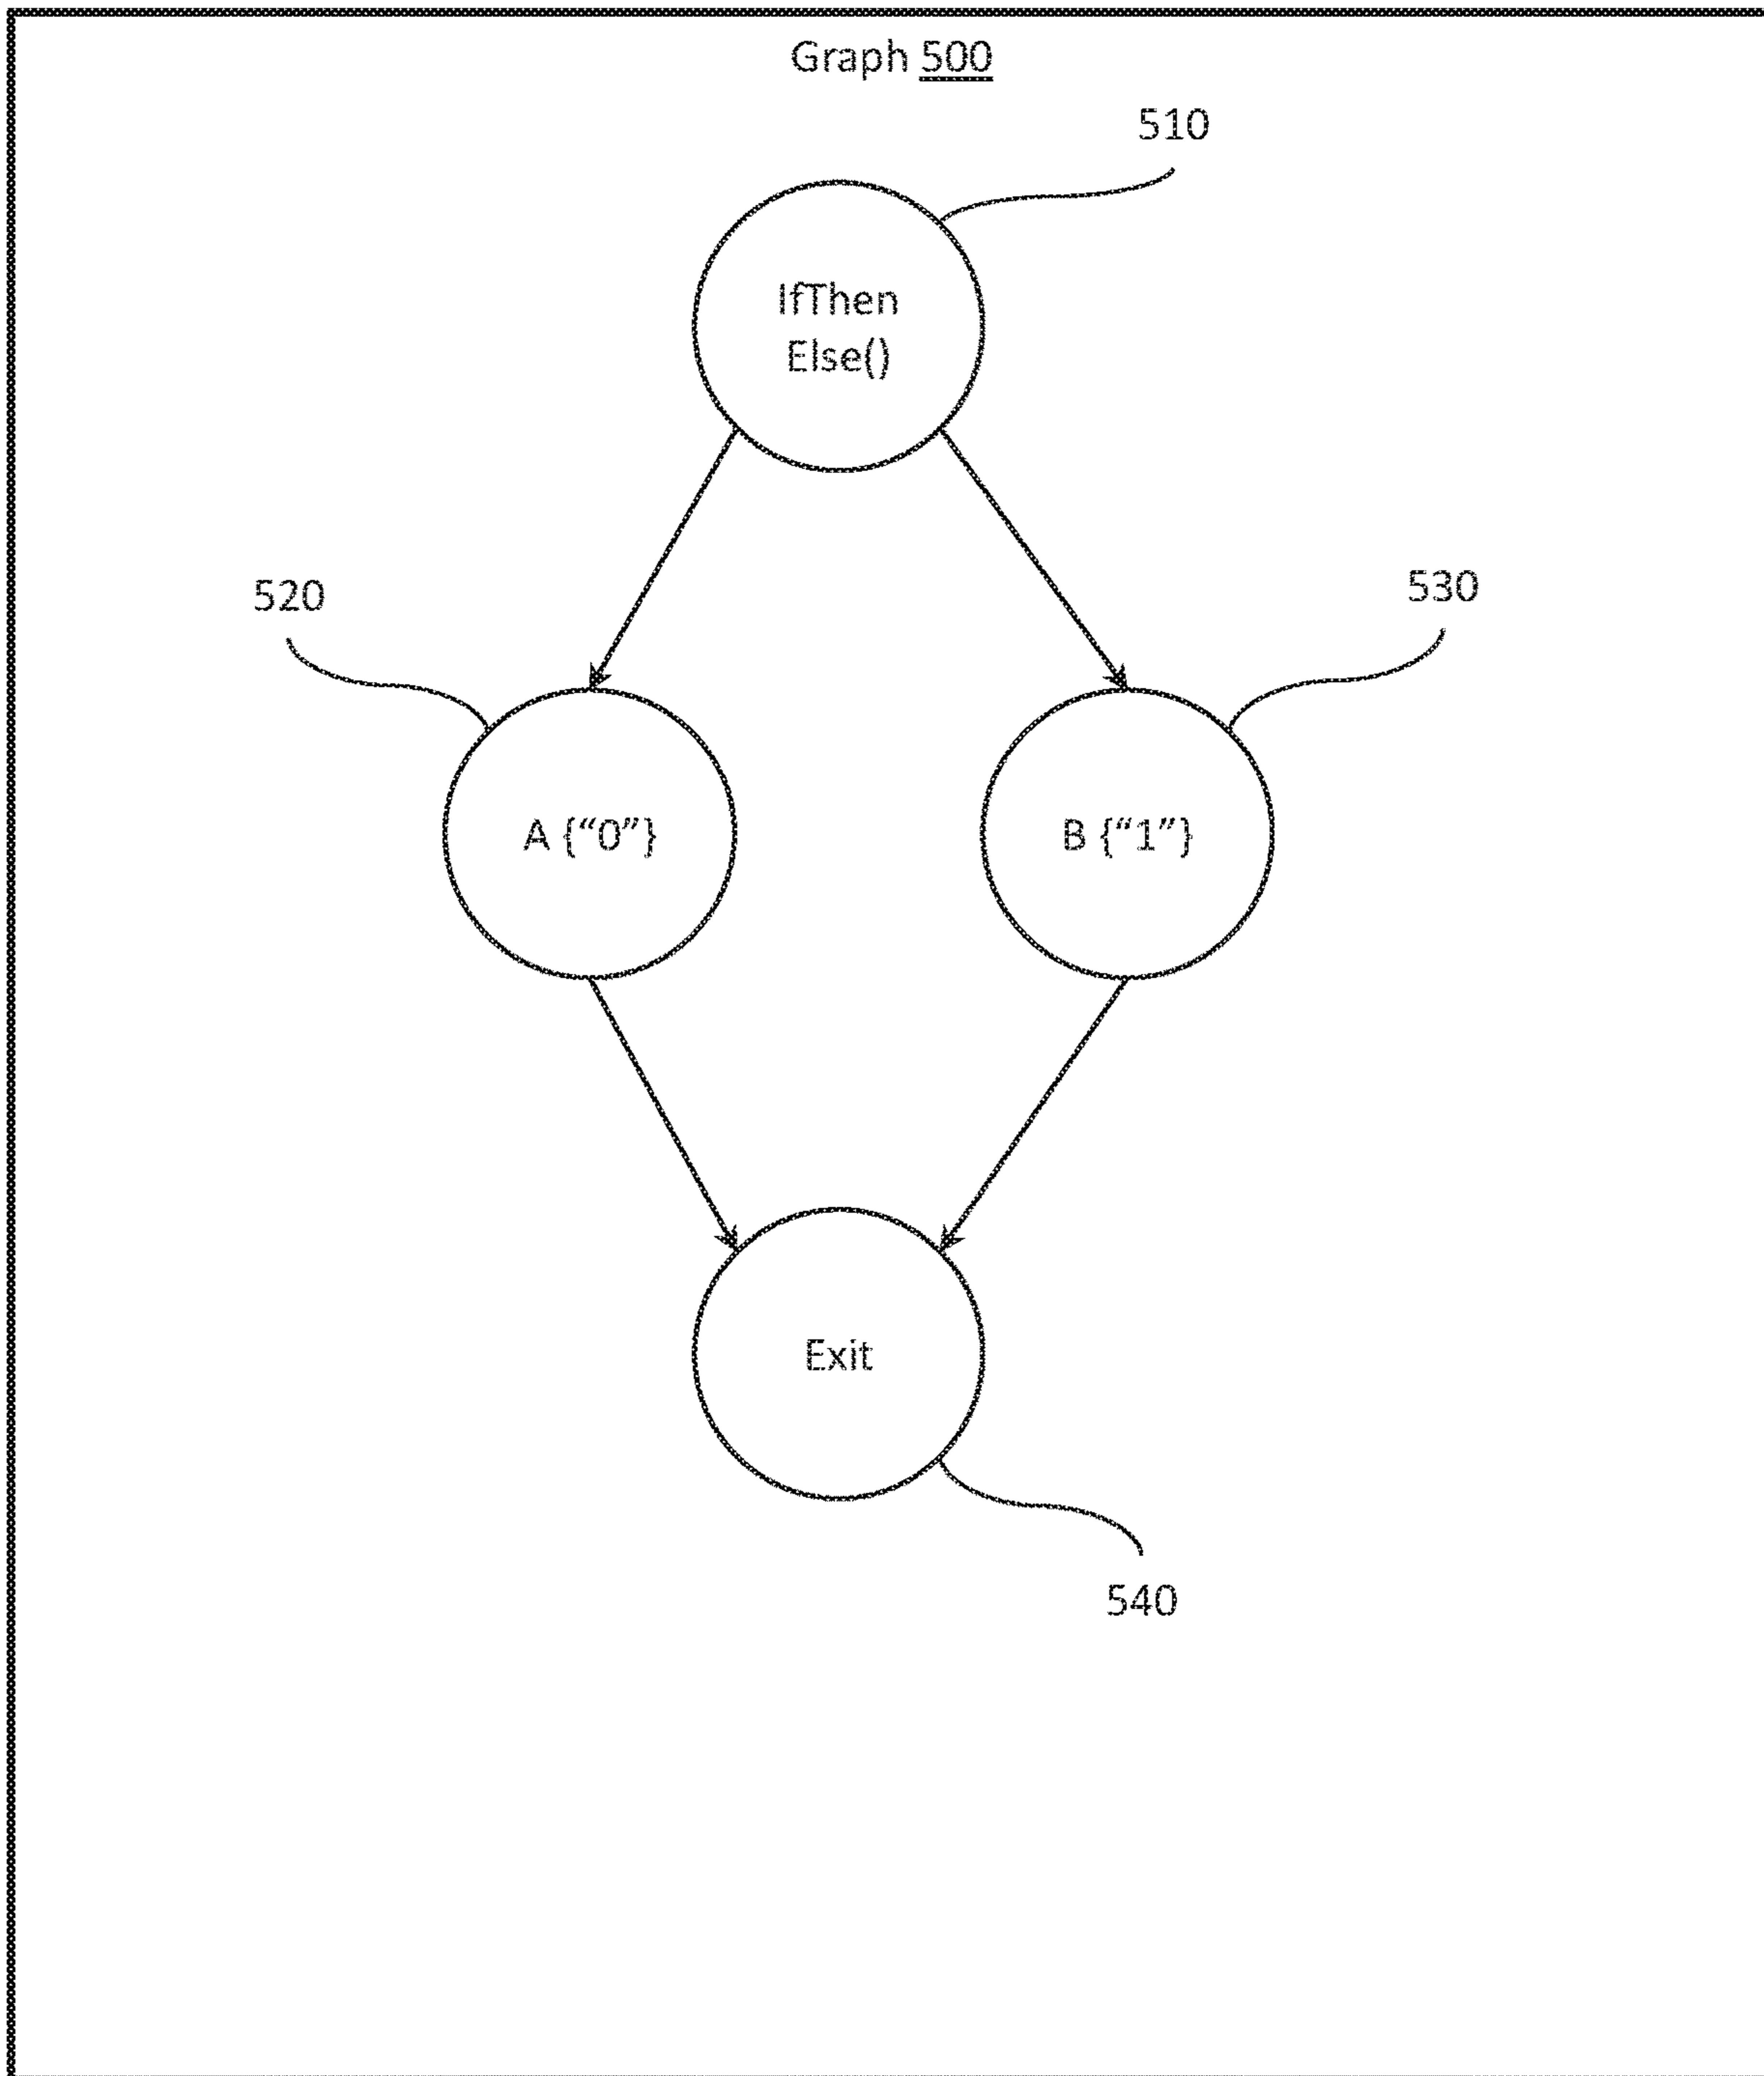 Graph 500
510
IfThen
Else()
520
530
A {“0”}
B {“1”}
Exit
540